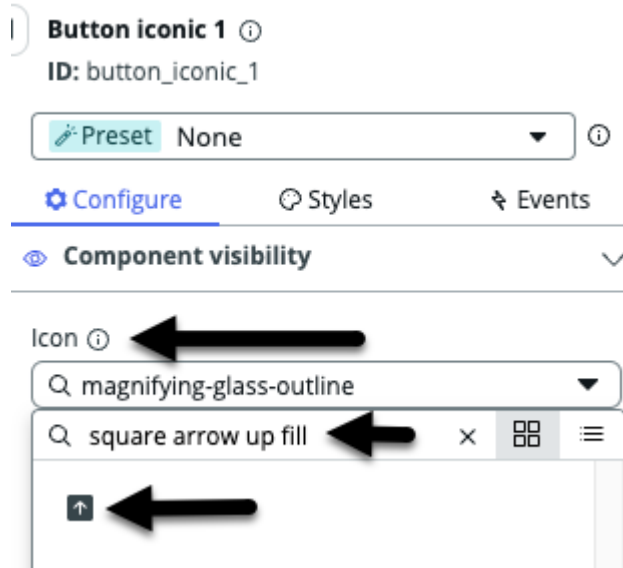 Button iconic 1
ID: button_iconic_1
Preset None
Configure Styles Events
Component visibility
Icon
magnifying-glass-outline
square arrow up fill